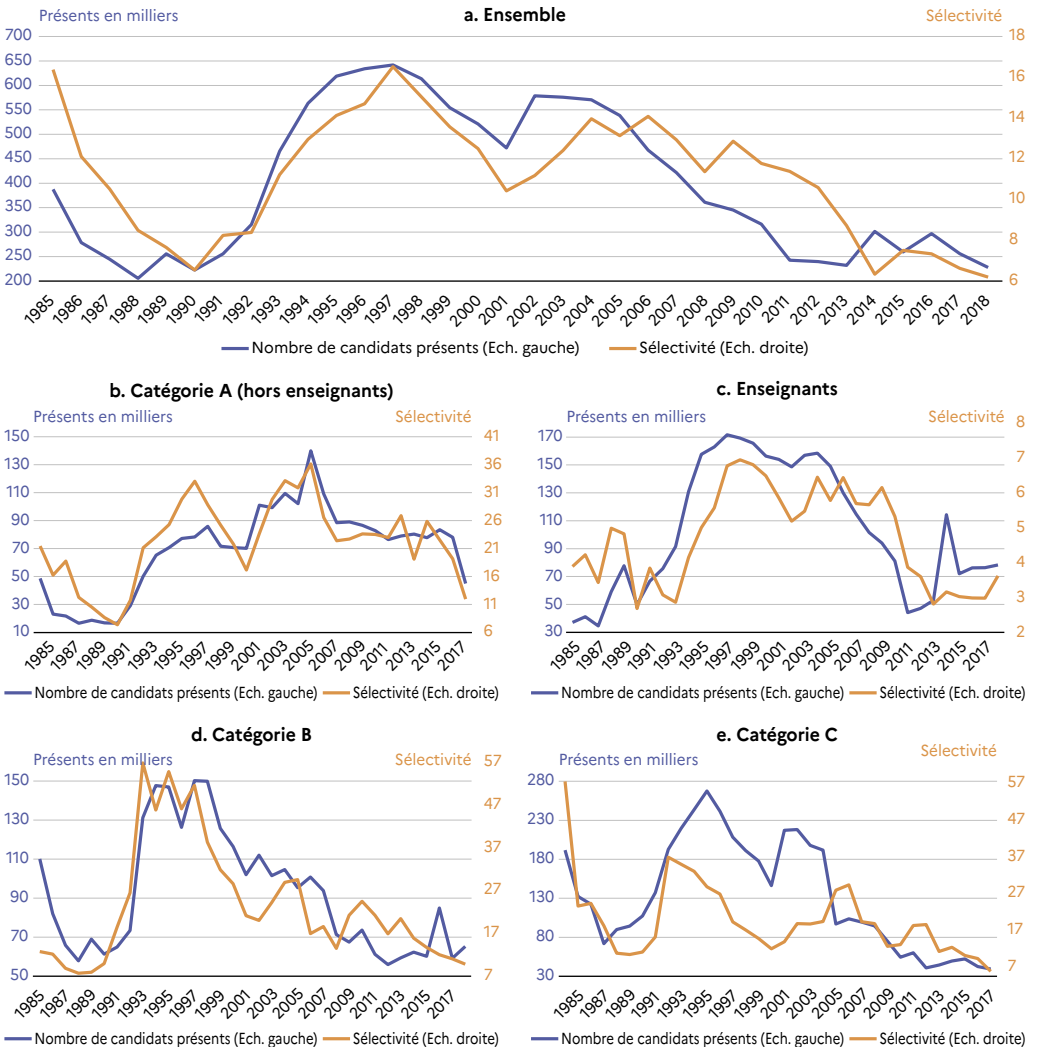 a. Ensemble
Présents en milliers
Sélectivité
700
650
600
550
500
450
400
350
300
250
200
18
16
14
12
10
8
6
1985 1986 1987 1988 1989 1990 1991 1992 1993 1994 1995 1996 1997 1998 1999 2000 2001 2002 2003 2004 2005 2006 2007 2008 2009 2010 2011 2012 2013 2014 2015 2016 2017 2018
Nombre de candidats présents (Ech. gauche) Sélectivité (Ech. droite)
b. Catégorie A (hors enseignants)
Présents en milliers
Sélectivité
150
130
110
90
70
50
30
10
41
36
31
26
21
16
11
6
1985 1987 1989 1991 1993 1995 1997 1999 2001 2003 2005 2007 2009 2011 2013 2015 2017
Nombre de candidats présents (Ech. gauche) Sélectivité (Ech. droite)
c. Enseignants
Présents en milliers
Sélectivité
170
150
130
110
90
70
50
30
8
7
6
5
4
3
2
1985 1987 1989 1991 1993 1995 1997 1999 2001 2003 2005 2007 2009 2011 2013 2015 2017
Nombre de candidats présents (Ech. gauche) Sélectivité (Ech. droite)
d. Catégorie B
Présents en milliers
Sélectivité
150
130
110
90
70
50
57
47
37
27
17
7
1985 1987 1989 1991 1993 1995 1997 1999 2001 2003 2005 2007 2009 2011 2013 2015 2017
Nombre de candidats présents (Ech. gauche) Sélectivité (Ech. droite)
e. Catégorie C
Présents en milliers
Sélectivité
280
230
180
130
80
30
57
47
37
27
17
7
1985 1987 1989 1991 1993 1995 1997 1999 2001 2003 2005 2007 2009 2011 2013 2015 2017
Nombre de candidats présents (Ech. gauche) Sélectivité (Ech. droite)